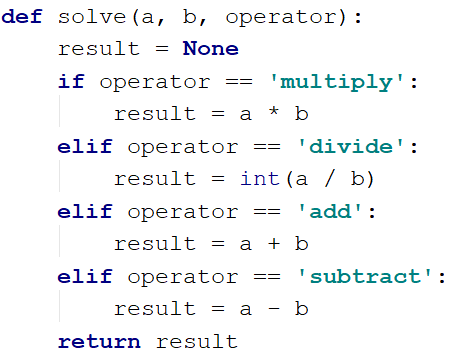 def solve(a, b, operator):
    result = None
    if operator == 'multiply':
        result = a * b
    elif operator == 'divide':
        result = int(a / b)
    elif operator == 'add':
        result = a + b
    elif operator == 'subtract':
        result = a - b
    return result